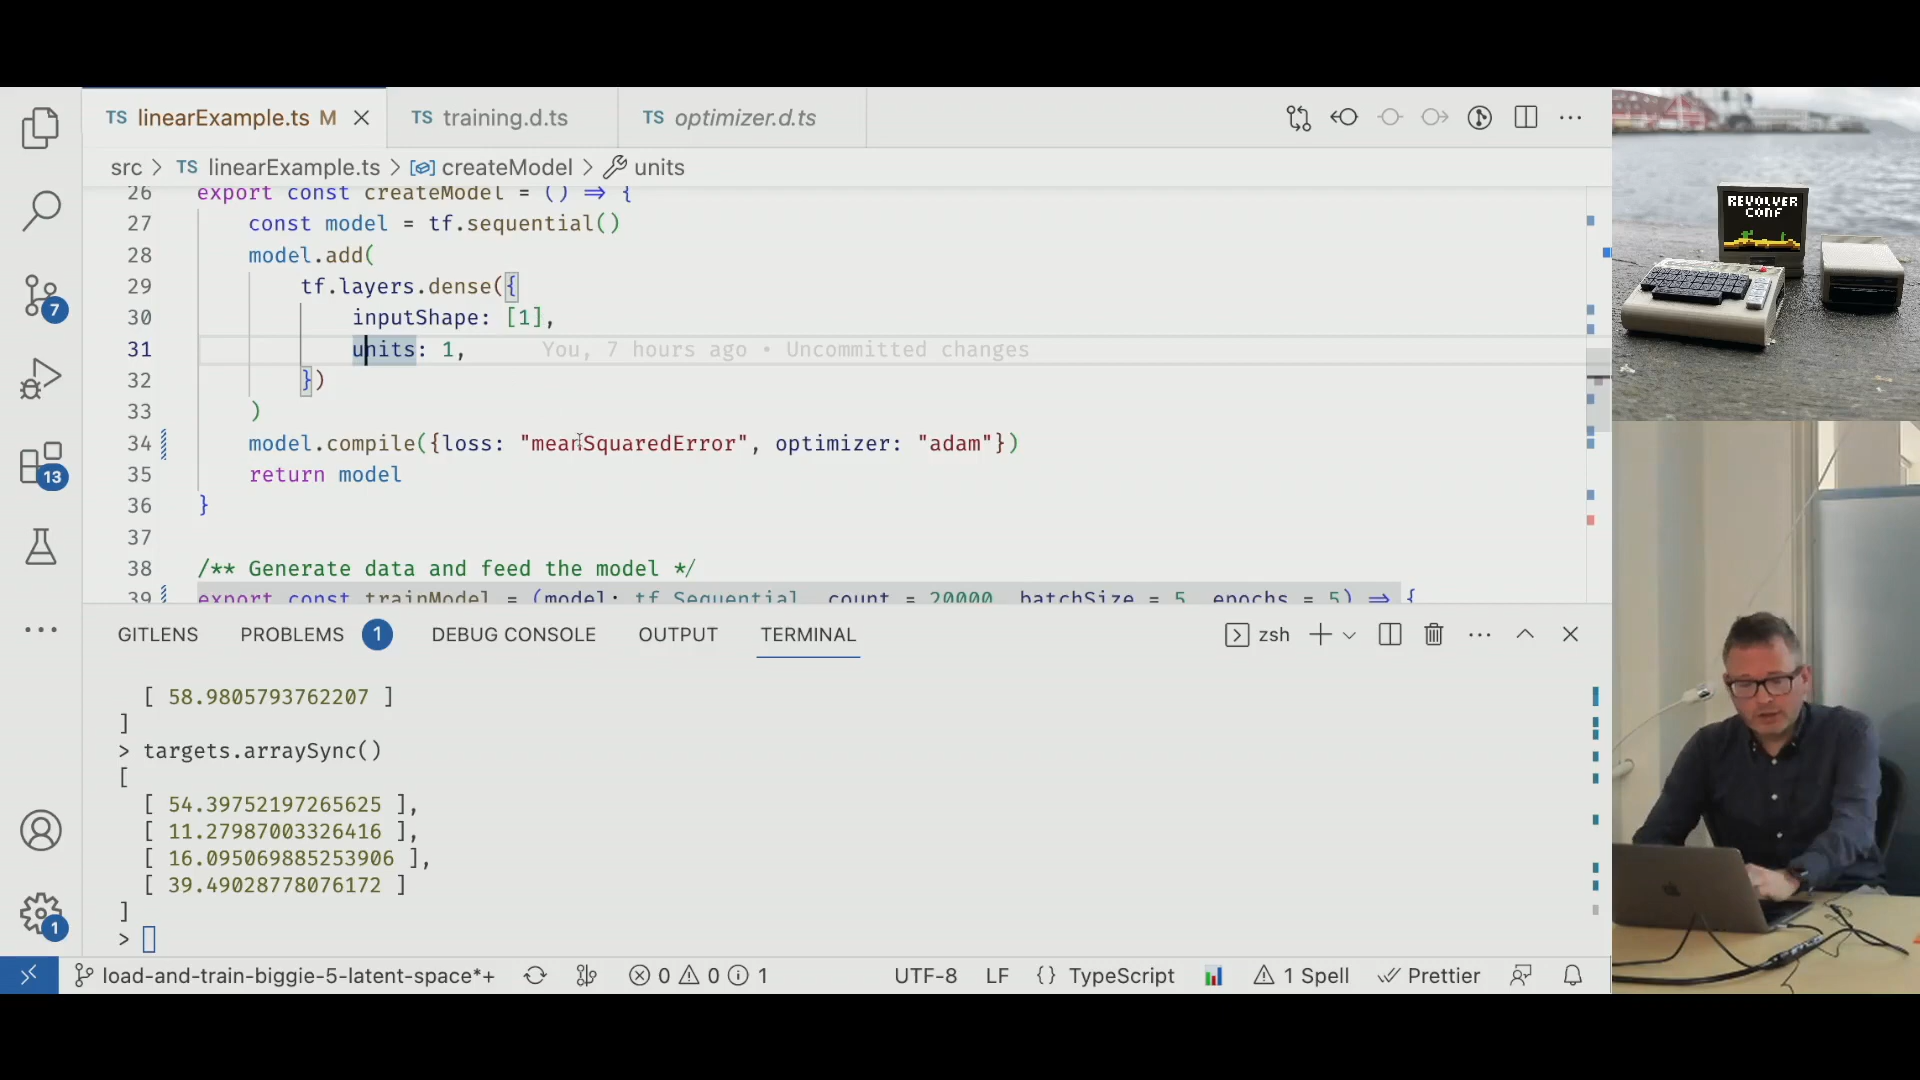 TS linearExample.ts M
TS training.d.ts
TS optimizer.d.ts
src > TS linearExample.ts > createModel > units
26 export const createModel = () => {
27 const model = tf.sequential()
28 model.add(
29 tf.layers.dense({
30 inputShape: [1],
31 units: 1, You, 7 hours ago • Uncommitted changes
32 })
33 )
34 model.compile({loss: "meanSquaredError", optimizer: "adam"})
35 return model
36 }
37
38 /** Generate data and feed the model */
39 export const trainModel = (model: tf.Sequential, count = 20000, batchSize = 5, epochs = 5) => {
7
13
1
GITLENS PROBLEMS 1 DEBUG CONSOLE OUTPUT TERMINAL zsh
[ 58.9805793762207 ]
]
> targets.arraySync()
[
[ 54.39752197265625 ],
[ 11.27987003326416 ],
[ 16.095069885253906 ],
[ 39.49028778076172 ]
]
>
load-and-train-biggie-5-latent-space*+ 0 0 1 UTF-8 LF {} TypeScript 1 Spell Prettier
REVOLVER
CONF